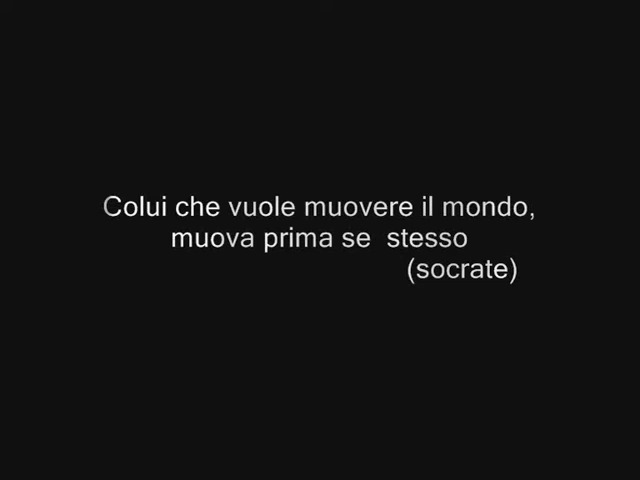 Colui che vuole muovere il mondo,
muova prima se  stesso
(socrate)